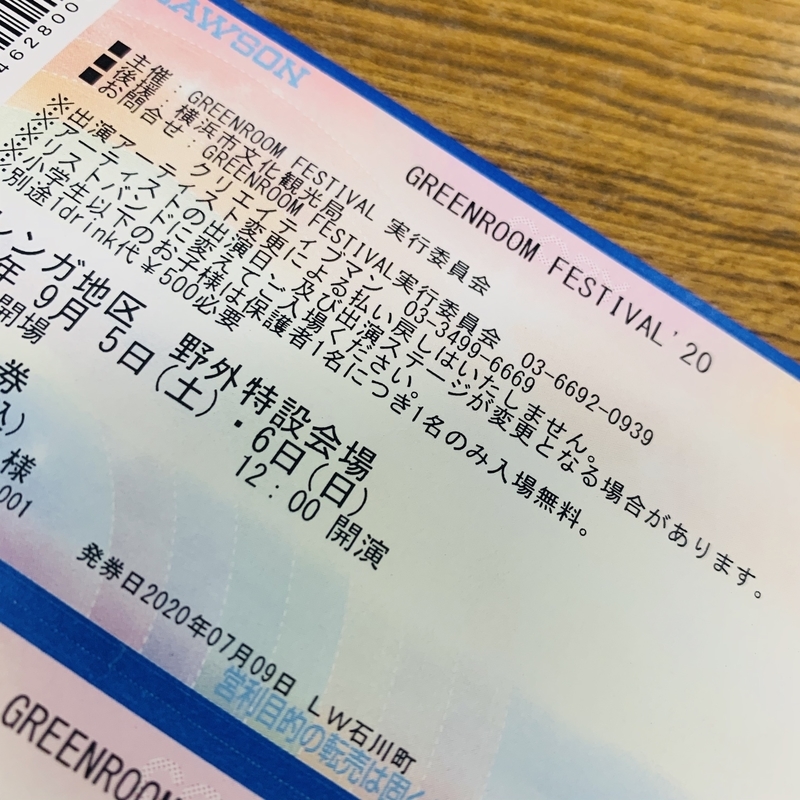 462800
LAWSON
GREENROOM FESTIVAL'20
■主催:GREENROOM FESTIVAL 実行委員会
■後援:横浜市文化観光局
■お問合せ:GREENROOM FESTIVAL実行委員会 03-6692-0939
クリエイティブマン 03-3499-6669
※出演アーティスト変更による払い戻しはいたしません。
※アーティストの出演日、及び出演ステージが変更となる場合があります。
※リストバンドに変えてご入場ください。
※小学生以下のお子様は保護者1名につき1名のみ入場無料。
※別途1drink代¥500必要
レンガ地区 野外特設会場
年 9月 5日(土)・6日(日)
開場 12:00 開演
券
込)
様
001
発券日2020年07月09日 LW石川町
営利目的の転売は固く
GREENROOM